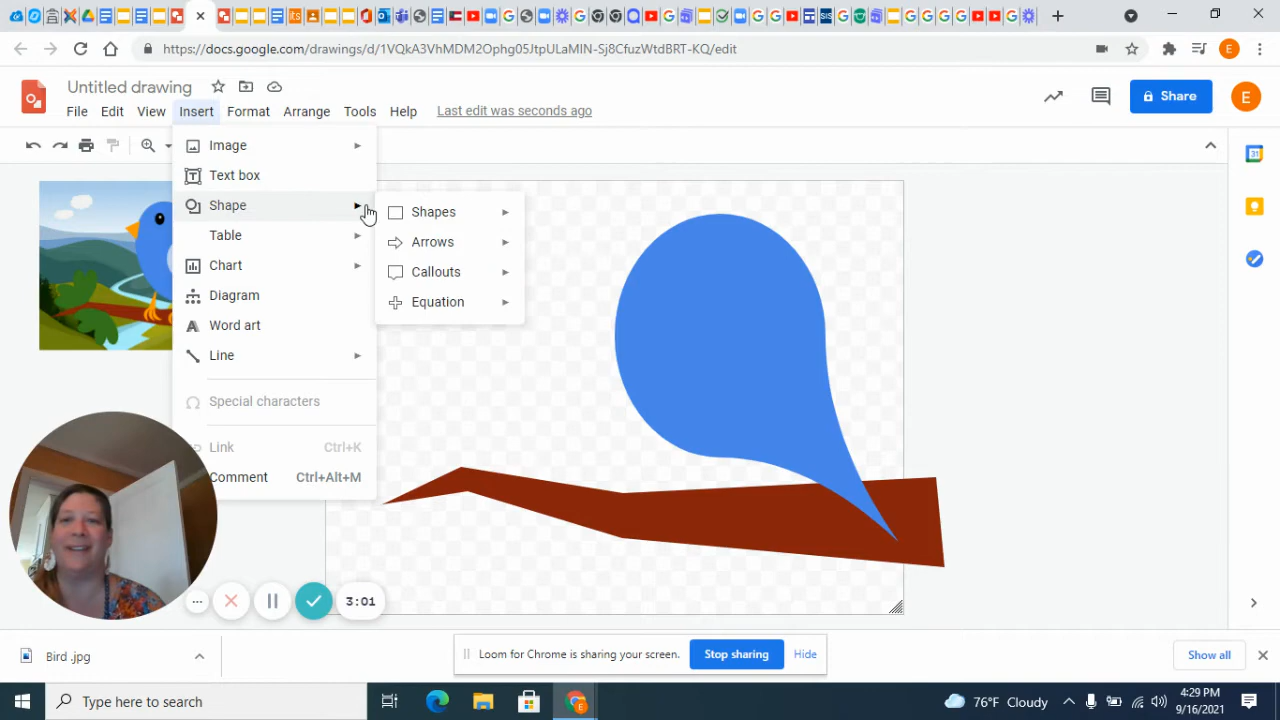 https://docs.google.com/drawings/d/1VQkA3VhMDM2Ophg05JtpULaMIN-Sj8CfuzWtdBRT-KQ/edit
E
Untitled drawing
Share
E
File Edit View Insert Format Arrange Tools Help Last edit was seconds ago
Image
Text box
Shape
Table
Chart
Diagram
Word art
Line
Special characters
Link Ctrl+K
Comment Ctrl+Alt+M
Shapes
Arrows
Callouts
Equation
31
3:01
Bird .jpg
Loom for Chrome is sharing your screen. Stop sharing Hide
Show all
Type here to search
76°F Cloudy
4:29 PM
9/16/2021